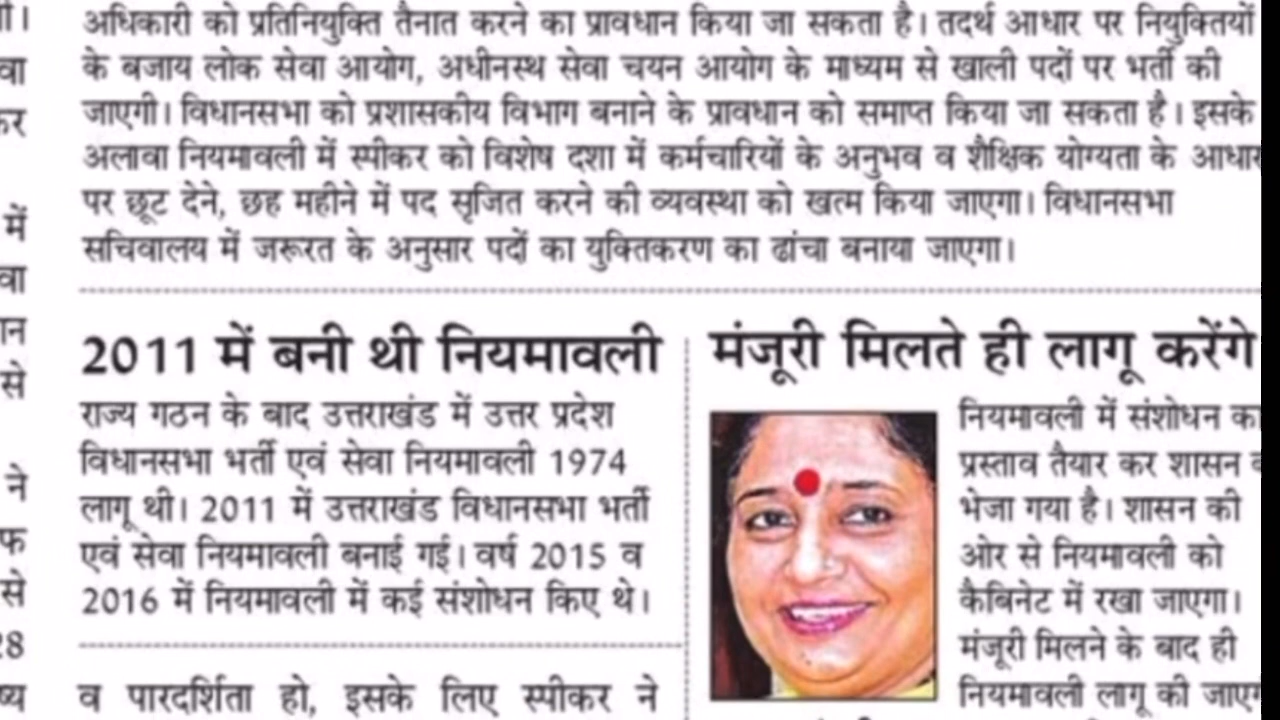 अधिकारी को प्रतिनियुक्ति तैनात करने का प्रावधान किया जा सकता है। तदर्थ आधार पर नियुक्तियों
के बजाय लोक सेवा आयोग, अधीनस्थ सेवा चयन आयोग के माध्यम से खाली पदों पर भर्ती की
जाएगी। विधानसभा को प्रशासकीय विभाग बनाने के प्रावधान को समाप्त किया जा सकता है। इसके
अलावा नियमावली में स्पीकर को विशेष दशा में कर्मचारियों के अनुभव व शैक्षिक योग्यता के आधार
पर छूट देने, छह महीने में पद सृजित करने की व्यवस्था को खत्म किया जाएगा। विधानसभा
सचिवालय में जरूरत के अनुसार पदों का युक्तिकरण का ढांचा बनाया जाएगा।
2011 में बनी थी नियमावली
राज्य गठन के बाद उत्तराखंड में उत्तर प्रदेश
विधानसभा भर्ती एवं सेवा नियमावली 1974
लागू थी। 2011 में उत्तराखंड विधानसभा भर्ती
एवं सेवा नियमावली बनाई गई। वर्ष 2015 व
2016 में नियमावली में कई संशोधन किए थे।
व पारदर्शिता हो, इसके लिए स्पीकर ने
मंजूरी मिलते ही लागू करेंगे
नियमावली में संशोधन का
प्रस्ताव तैयार कर शासन
भेजा गया है। शासन की
ओर से नियमावली को
कैबिनेट में रखा जाएगा।
मंजूरी मिलने के बाद ही
नियमावली लागू की